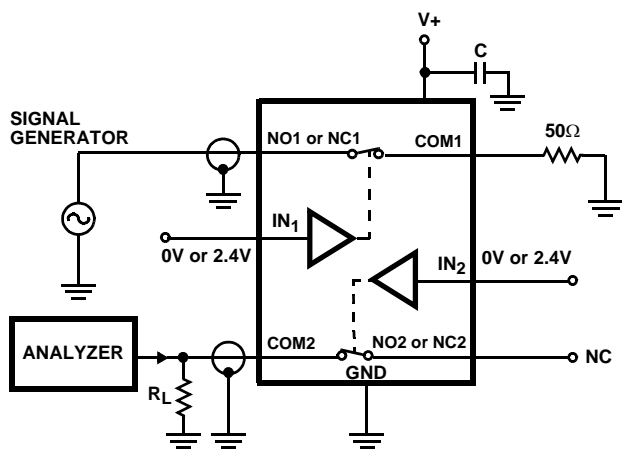 V+
C
SIGNAL
GENERATOR
NO1 or NC1
COM1
50Ω
IN1
0V or 2.4V
IN2
0V or 2.4V
ANALYZER
COM2
NO2 or NC2
NC
GND
RL